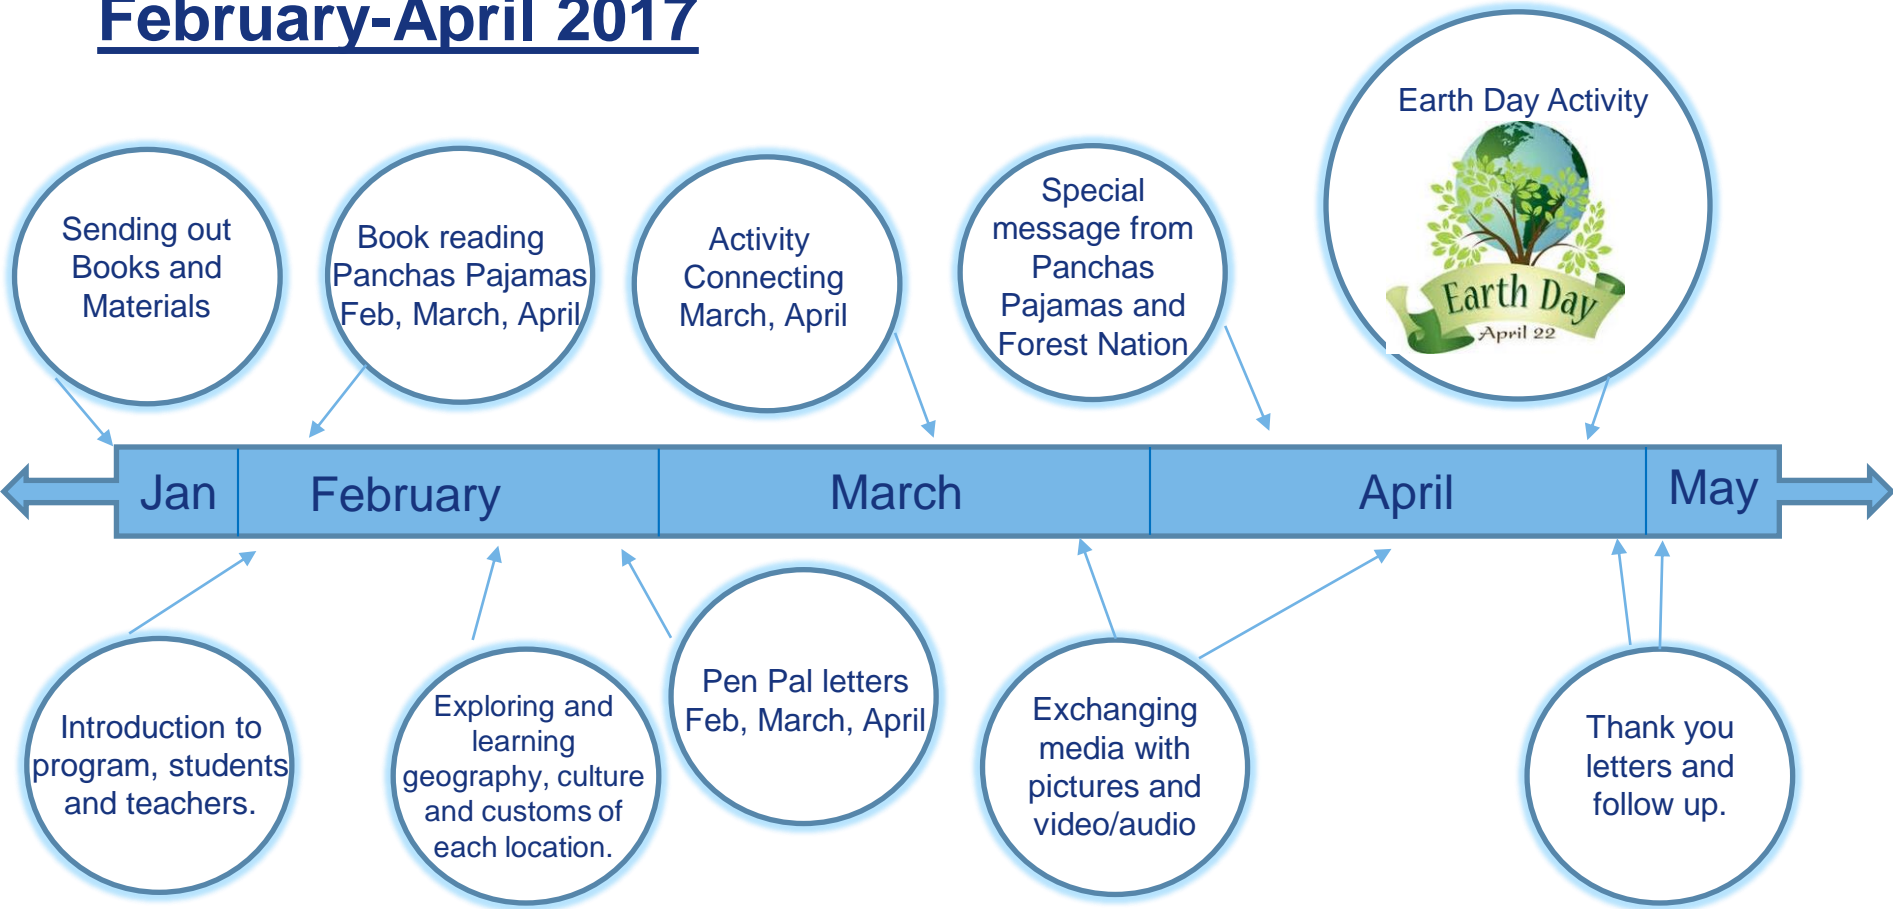 February-April 2017
Sending out
Books and
Materials
Book reading
Panchas Pajamas
Feb, March, April
Activity
Connecting
March, April
Special
message from
Panchas
Pajamas and
Forest Nation
Earth Day Activity
Earth Day
April 22
Jan
February
March
April
May
Introduction to
program, students
and teachers.
Exploring and
learning
geography, culture
and customs of
each location.
Pen Pal letters
Feb, March, April
Exchanging
media with
pictures and
video/audio
Thank you
letters and
follow up.